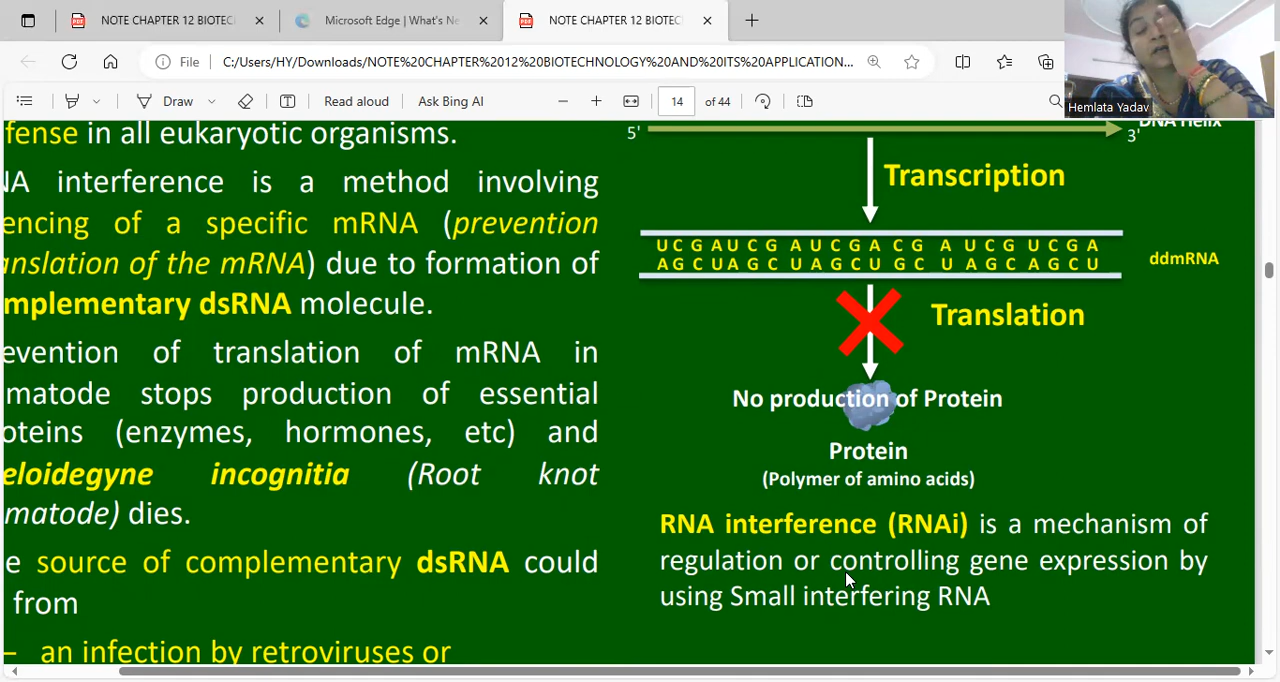 NOTE CHAPTER 12 BIOTEC
Microsoft Edge | What's Ne
NOTE CHAPTER 12 BIOTEC
File
C:/Users/HY/Downloads/NOTE%20CHAPTER%2012%20BIOTECHNOLOGY%20AND%20ITS%20APPLICATION...
Draw
Read aloud
Ask Bing AI
14
of 44
Hemlata Yadav
fense in all eukaryotic organisms.
NA interference is a method involving
encing of a specific mRNA (prevention
anslation of the mRNA) due to formation of
mplementary dsRNA molecule.
evention of translation of mRNA in
matode stops production of essential
oteins (enzymes, hormones, etc) and
eloidegyne incognitia (Root knot
matode) dies.
e source of complementary dsRNA could
from
– an infection by retroviruses or
5'
3'
DNA Helix
Transcription
U C G A U C G A U C G A C G A U C G U C G A
A G C U A G C U A G C U G C U A G C A G C U
ddmRNA
Translation
No production of Protein
Protein
(Polymer of amino acids)
RNA interference (RNAi) is a mechanism of
regulation or controlling gene expression by
using Small interfering RNA